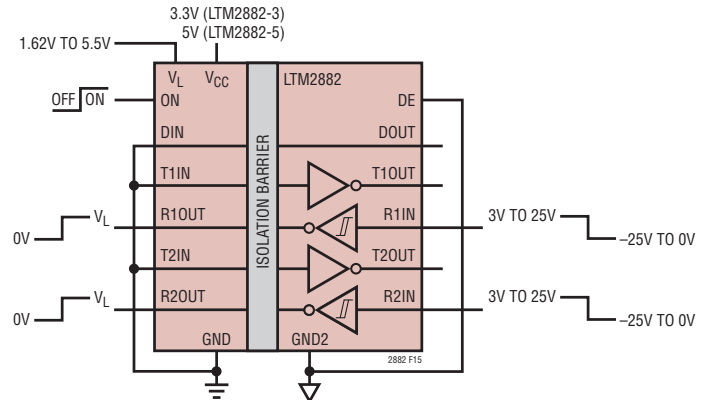 3.3V (LTM2882-3)
5V (LTM2882-5)
1.62V TO 5.5V
VL
VCC
LTM2882
OFF ON
ON
DE
DIN
DOUT
ISOLATION BARRIER
T1IN
T1OUT
0V
VL
R1OUT
R1IN
3V TO 25V
–25V TO 0V
T2IN
T2OUT
0V
VL
R2OUT
R2IN
3V TO 25V
–25V TO 0V
GND
GND2
2882 F15